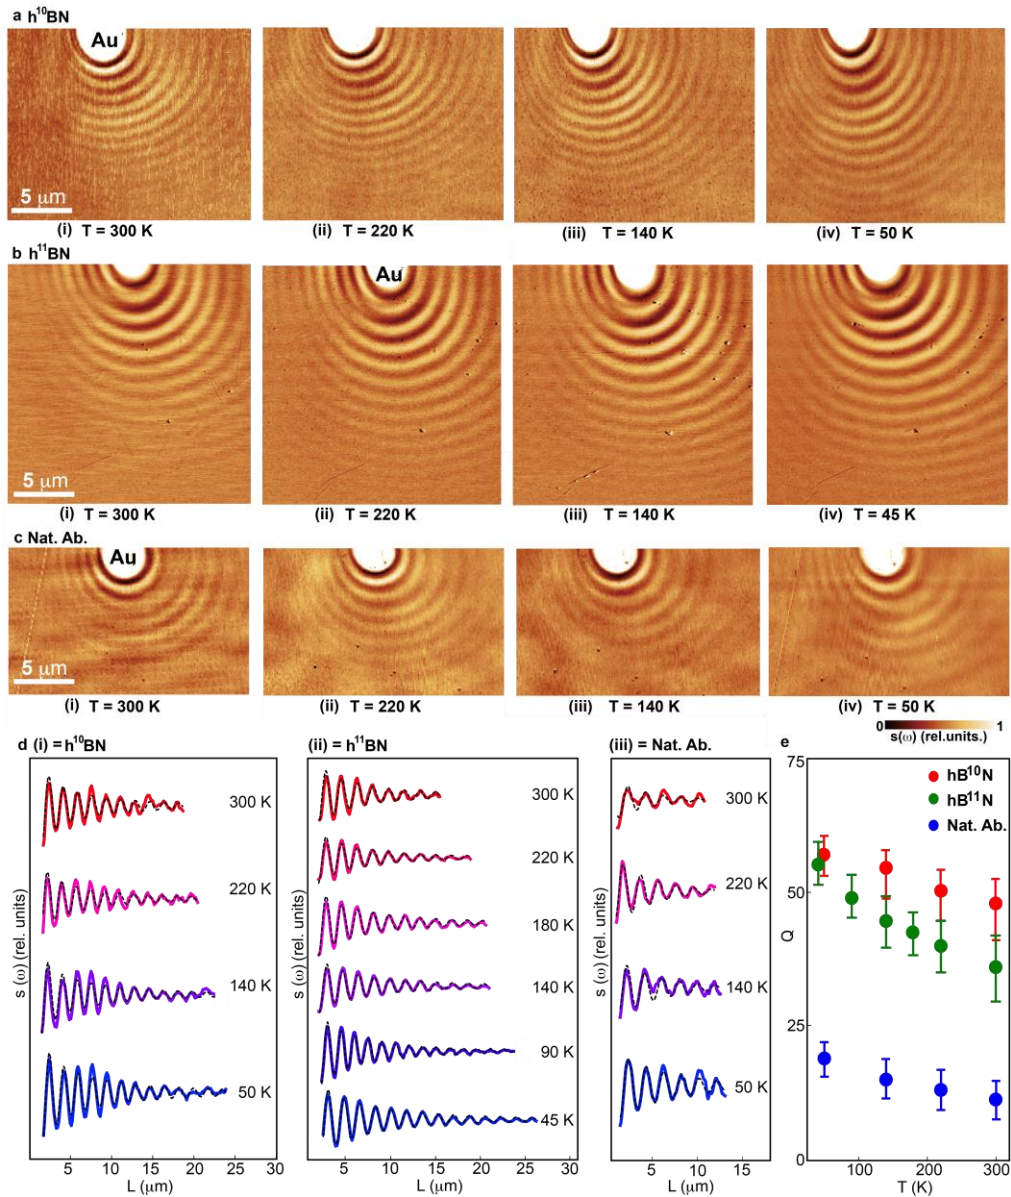 a h¹⁰BN
Au
5 μm
(i) T = 300 K
(ii) T = 220 K
(iii) T = 140 K
(iv) T = 50 K
b h¹¹BN
Au
5 μm
(i) T = 300 K
(ii) T = 220 K
(iii) T = 140 K
(iv) T = 45 K
c Nat. Ab.
Au
5 μm
(i) T = 300 K
(ii) T = 220 K
(iii) T = 140 K
(iv) T = 50 K
0 1
s(ω) (rel.units.)
d (i) = h¹⁰BN
300 K
220 K
140 K
50 K
s (ω) (rel. units)
5 10 15 20 25 30
L (μm)
(ii) = h¹¹BN
300 K
220 K
180 K
140 K
90 K
45 K
s (ω) (rel. units)
5 10 15 20 25 30
L (μm)
(iii) = Nat. Ab.
300 K
220 K
140 K
50 K
s (ω) (rel. units)
5 10 15
L (μm)
e
75
50
25
0
Q
hB¹⁰N
hB¹¹N
Nat. Ab.
100 200 300
T (K)